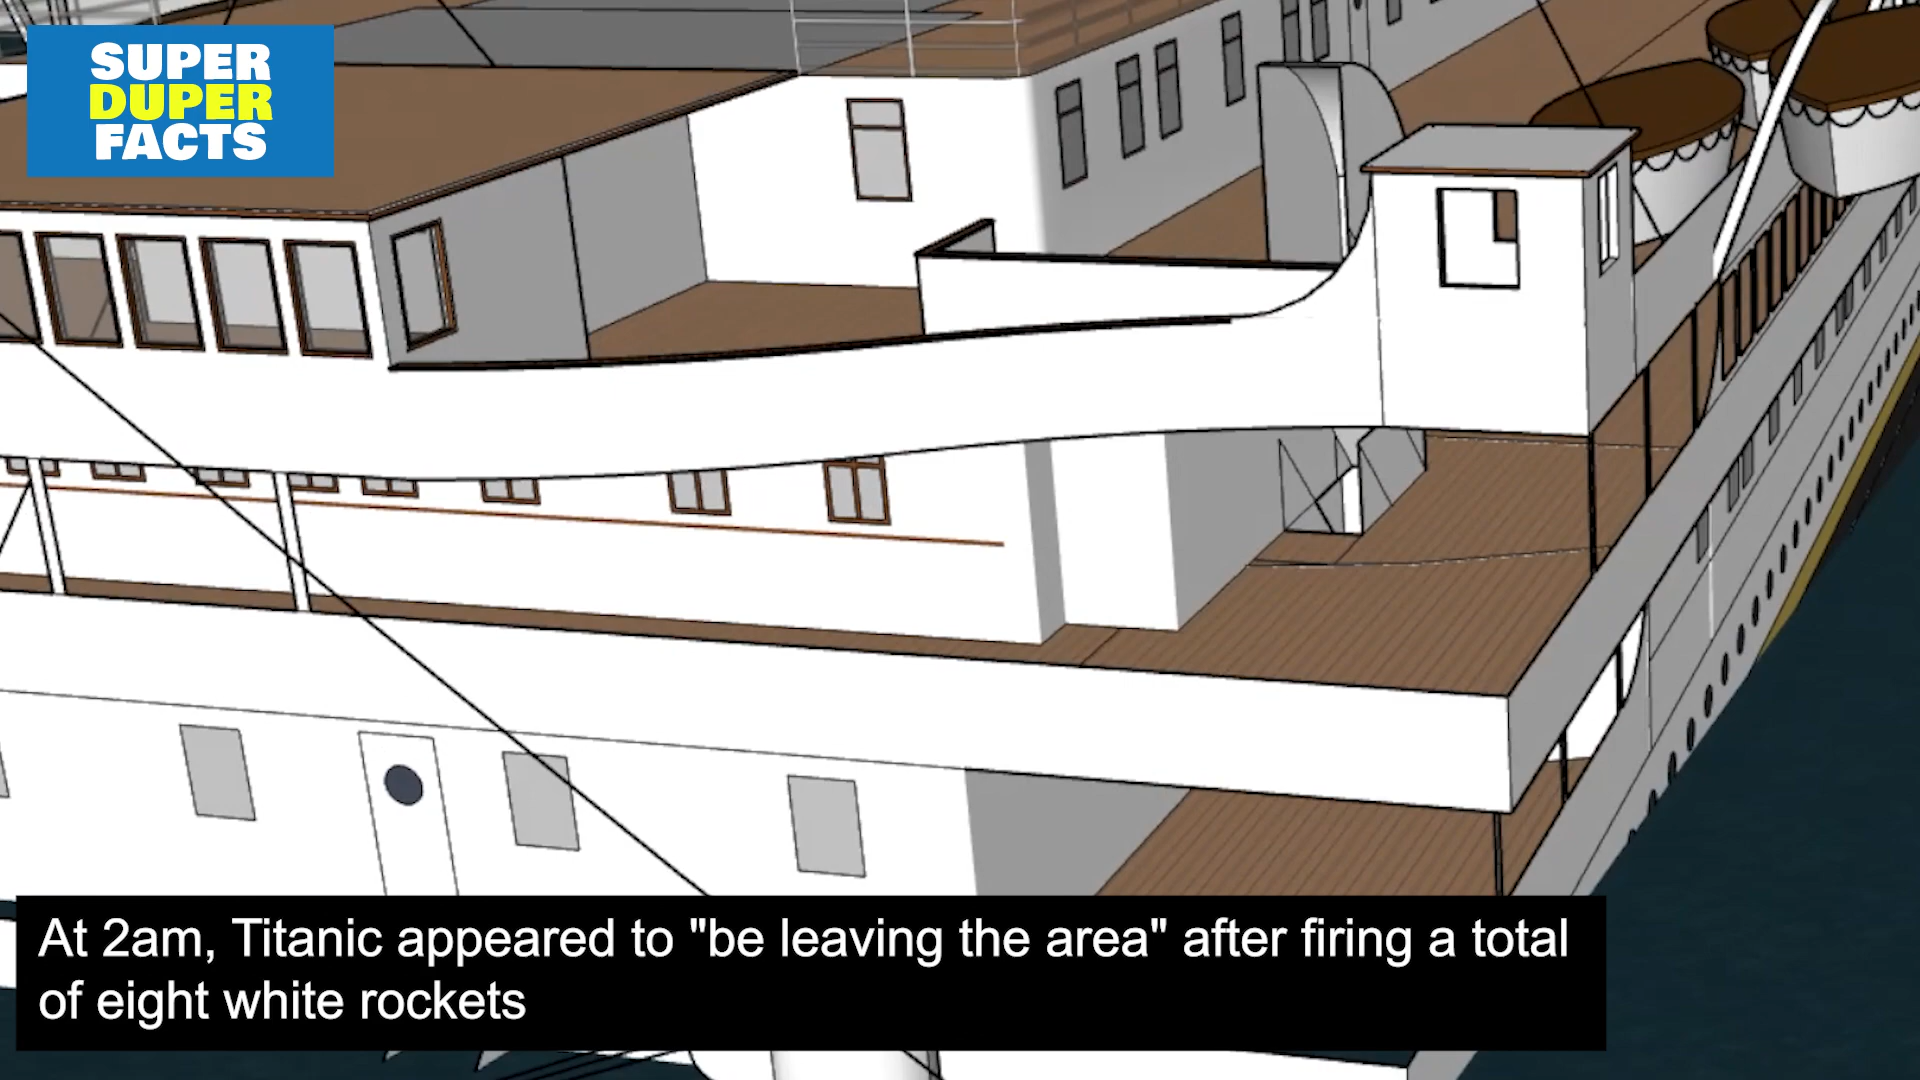 SUPER
DUPER
FACTS
At 2am, Titanic appeared to "be leaving the area" after firing a total
of eight white rockets